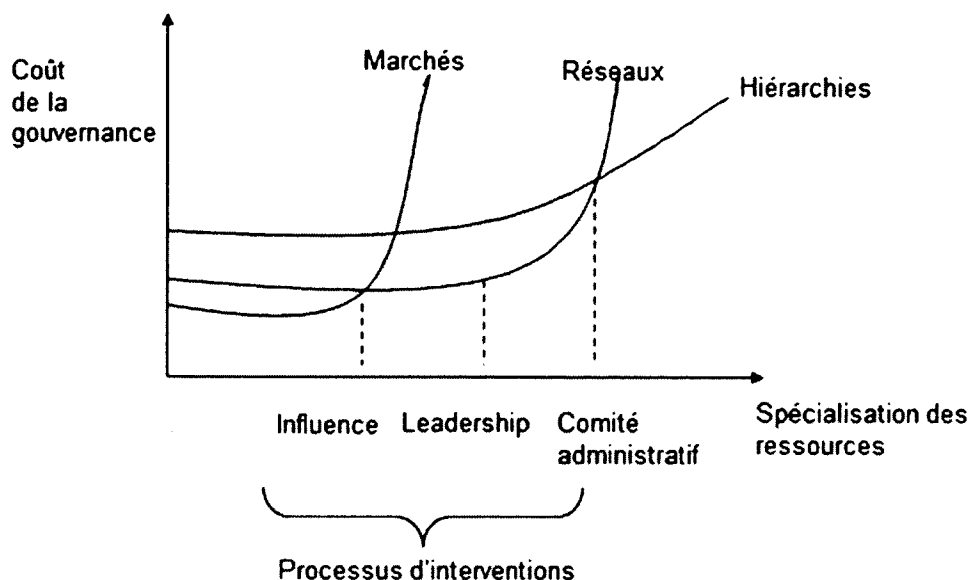 Marchés
Réseaux
Hiérarchies
Coût
de la
gouvernance
Influence
Leadership
Comité
administratif
Spécialisation des
ressources
Processus d'interventions